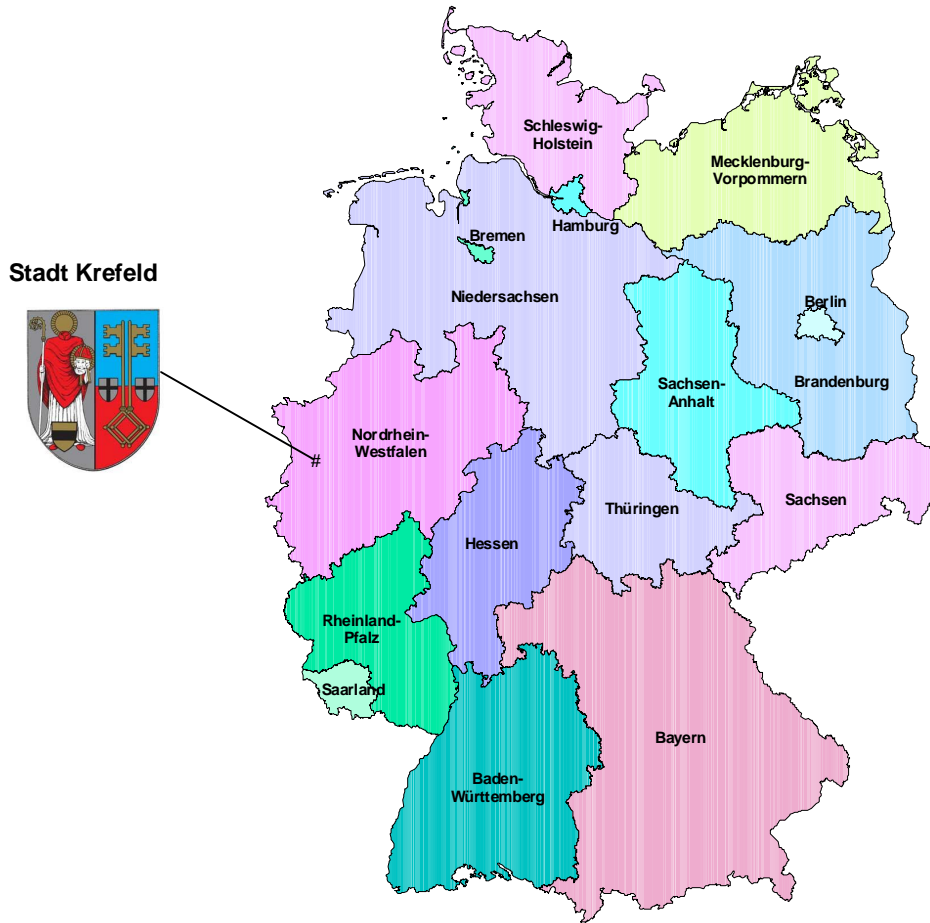 Schleswig-
Holstein
Mecklenburg-
Vorpommern
Hamburg
Bremen
Stadt Krefeld
Niedersachsen
Berlin
Sachsen-
Anhalt
Brandenburg
Nordrhein-
Westfalen
#
Sachsen
Thüringen
Hessen
Rheinland-
Pfalz
Saarland
Bayern
Baden-
Württemberg